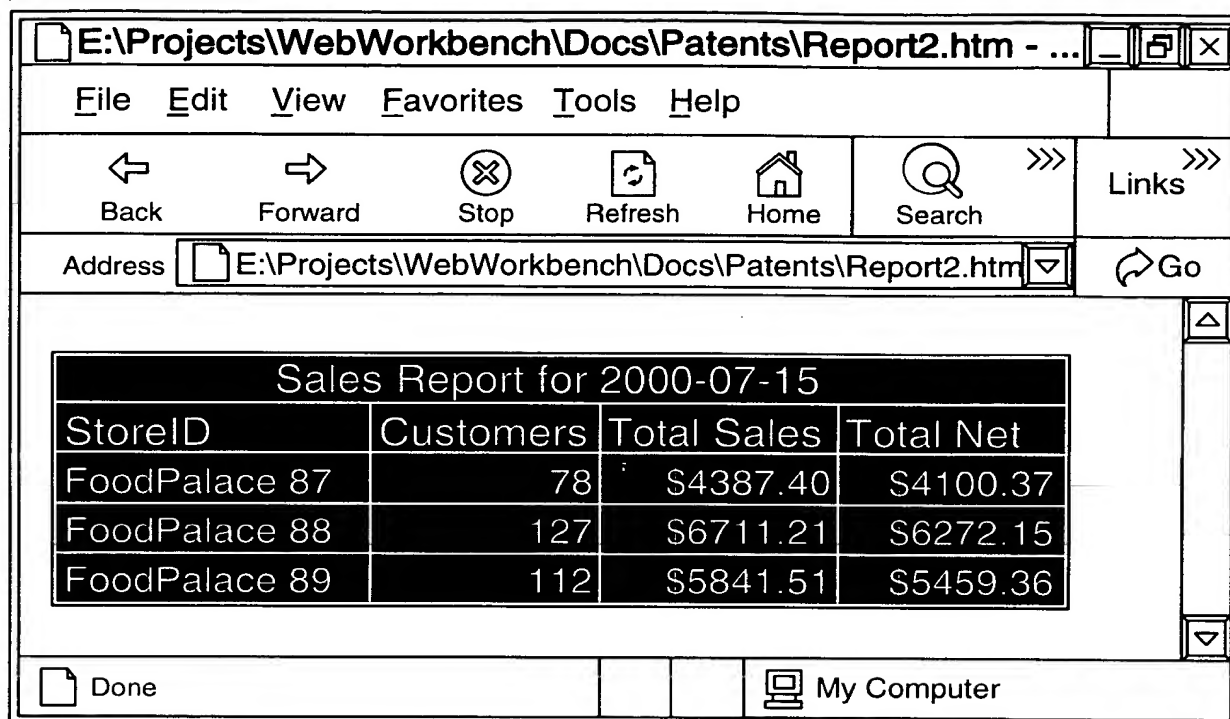 E:\Projects\WebWorkbench\Docs\Patents\Report2.htm - ...
File Edit View Favorites Tools Help
Back Forward Stop Refresh Home Search >>> Links >>>
Address E:\Projects\WebWorkbench\Docs\Patents\Report2.htm Go
Sales Report for 2000-07-15
StoreID Customers Total Sales Total Net
FoodPalace 87 78 $4387.40 $4100.37
FoodPalace 88 127 $6711.21 $6272.15
FoodPalace 89 112 $5841.51 $5459.36
Done My Computer